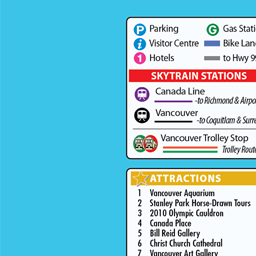 P Parking G Gas Stati
i Visitor Centre Bike Lan
1 Hotels to Hwy 99
SKYTRAIN STATIONS
Canada Line
-to Richmond & Airpo
Vancouver
-to Coquitlam & Surre
Vancouver Trolley Stop
Trolley Route
ATTRACTIONS
1 Vancouver Aquarium
2 Stanley Park Horse-Drawn Tours
3 2010 Olympic Cauldron
4 Canada Place
5 Bill Reid Gallery
6 Christ Church Cathedral
7 Vancouver Art Gallery